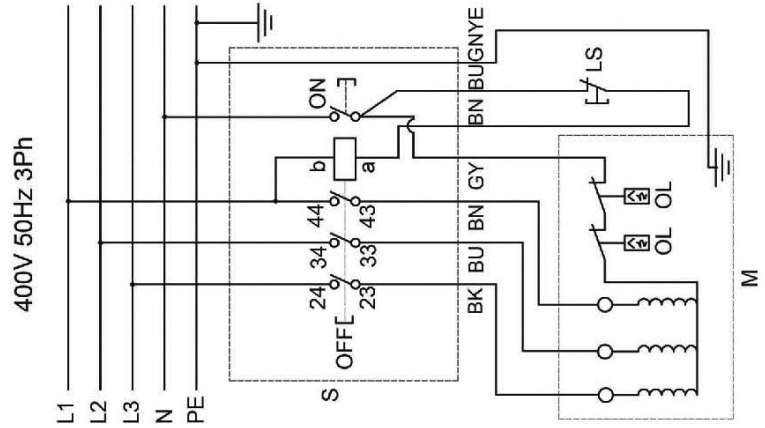 400V 50Hz 3Ph
L1
L2
L3
N
PE
S
OFF
ON
24
23
34
33
44
43
b
a
BK
BU
BN
GY
BN
BU
GNYE
LS
OL
OL
M